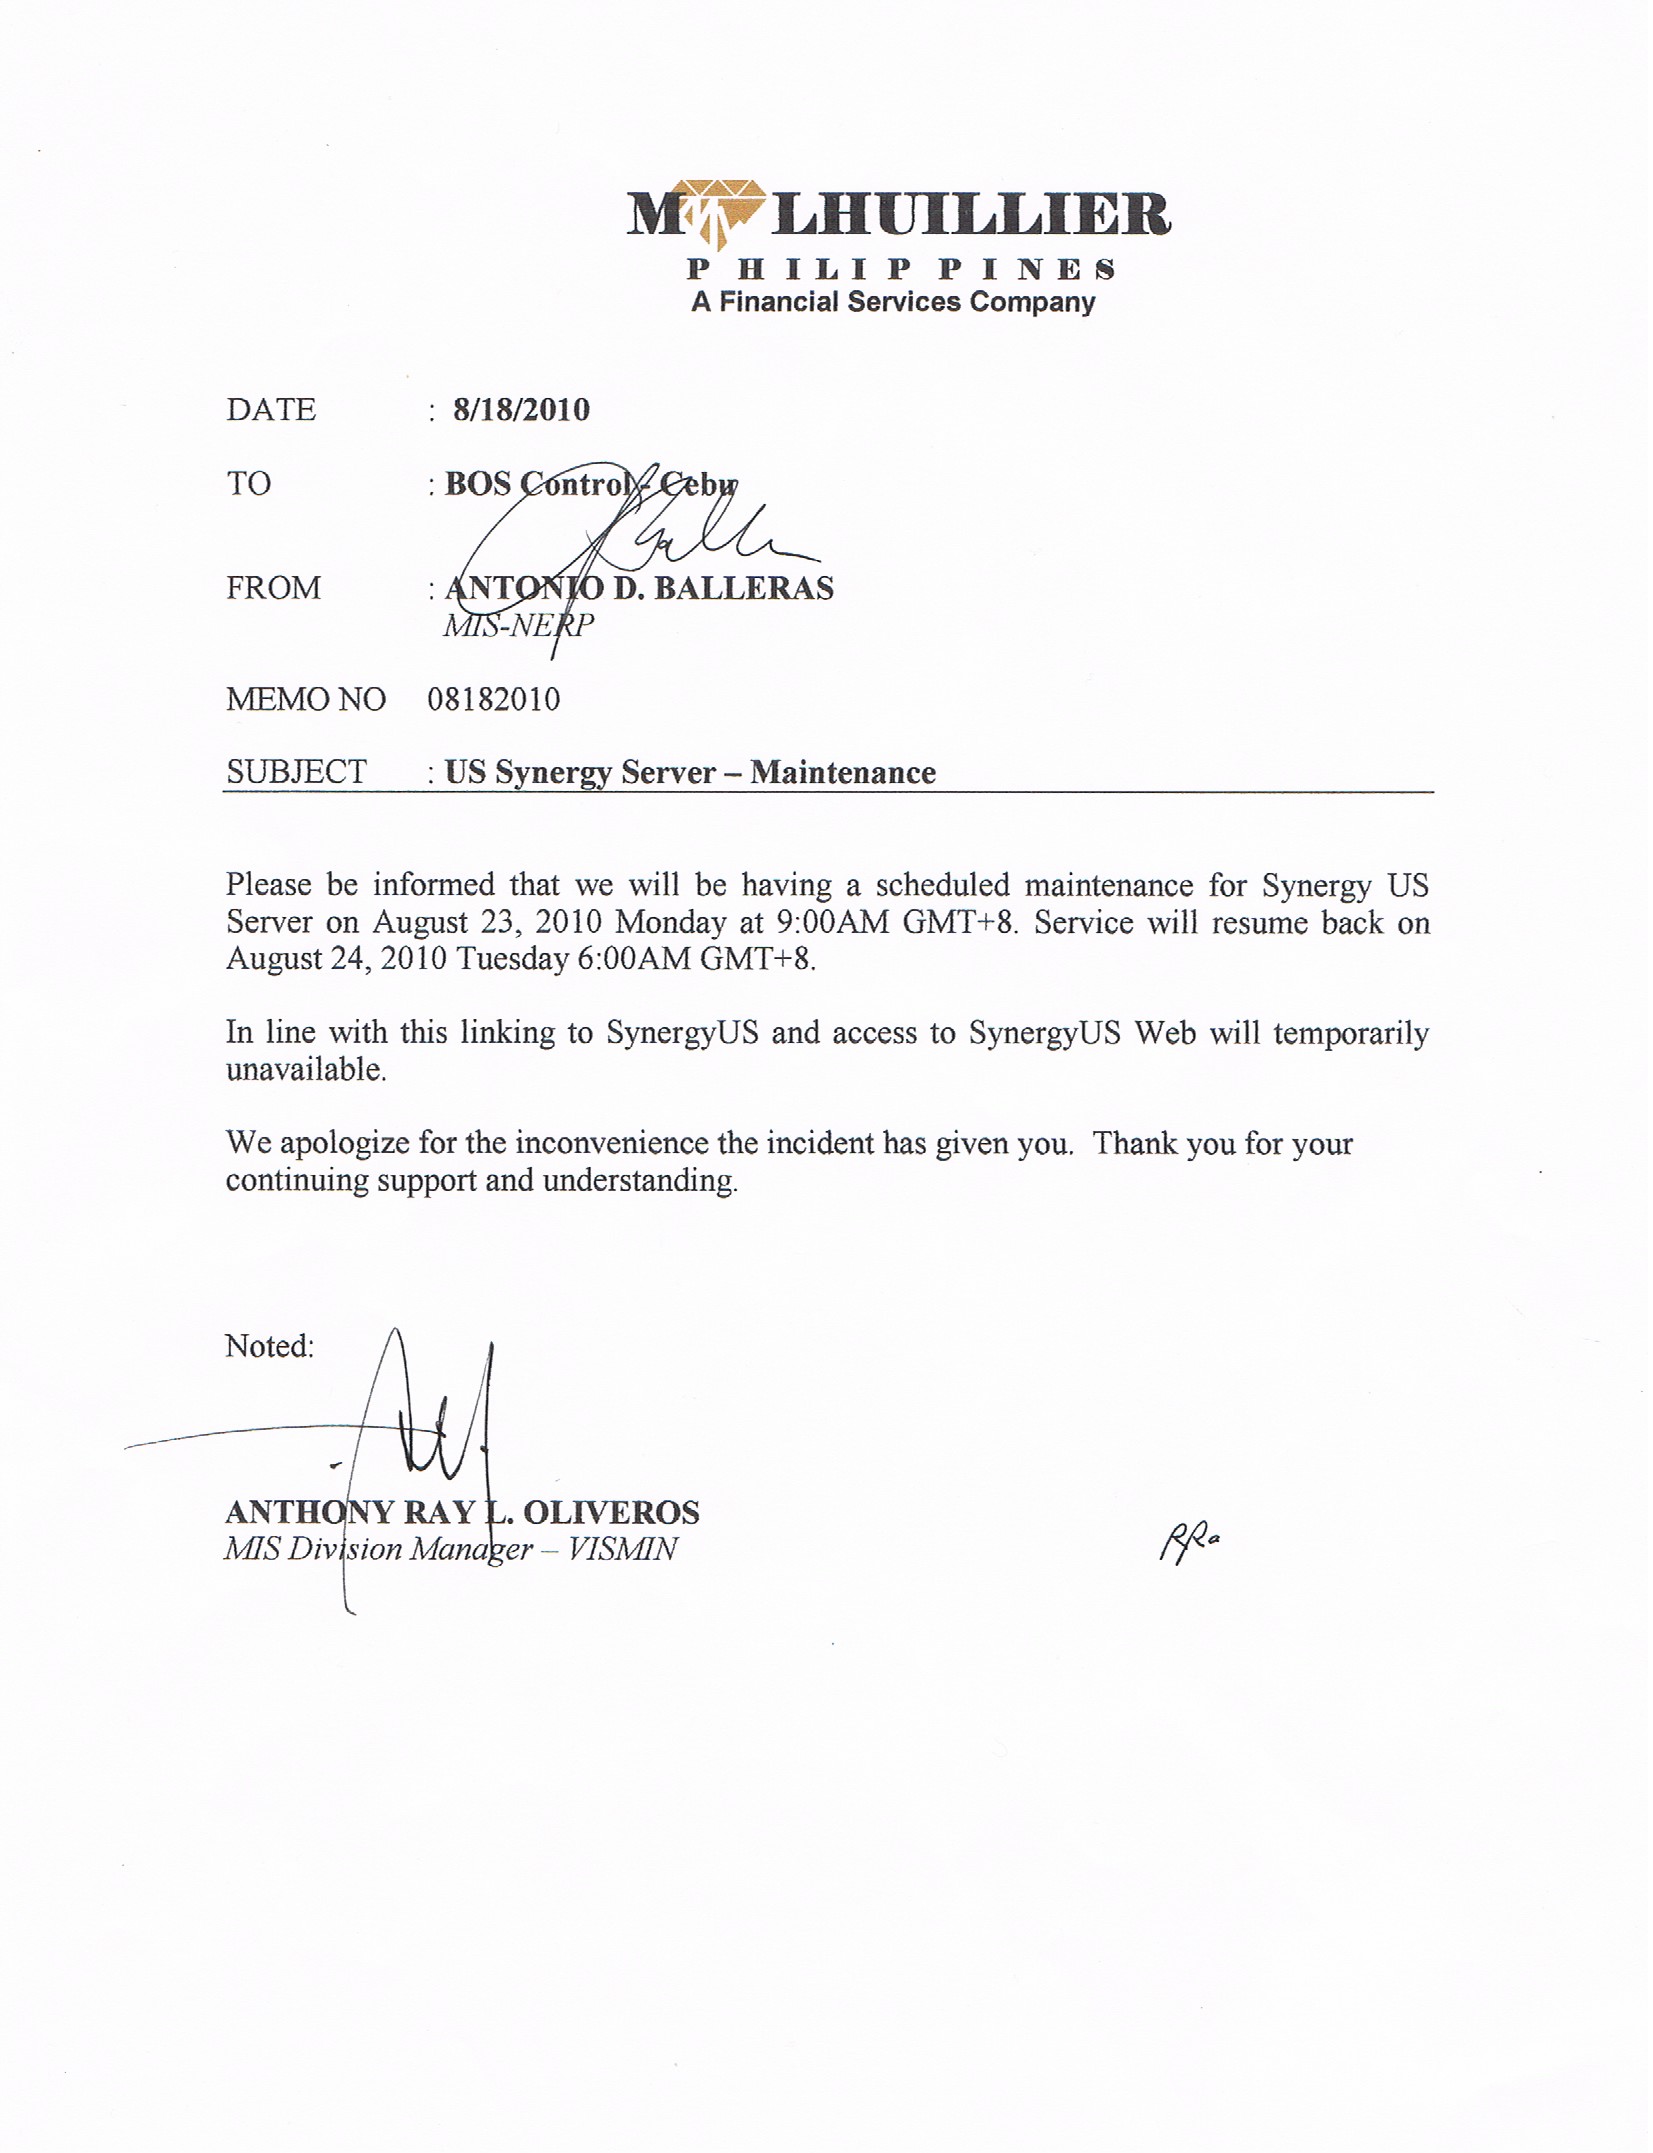 M LHUILLIER
PHILIPPINES
A Financial Services Company
DATE : 8/18/2010
TO : BOS Control - Cebu
FROM : ANTONIO D. BALLERAS
MIS-NERP
MEMO NO 08182010
SUBJECT : US Synergy Server – Maintenance
Please be informed that we will be having a scheduled maintenance for Synergy US
Server on August 23, 2010 Monday at 9:00AM GMT+8. Service will resume back on
August 24, 2010 Tuesday 6:00AM GMT+8.
In line with this linking to SynergyUS and access to SynergyUS Web will temporarily
unavailable.
We apologize for the inconvenience the incident has given you.  Thank you for your
continuing support and understanding.
Noted:
ANTHONY RAY L. OLIVEROS
MIS Division Manager – VISMIN